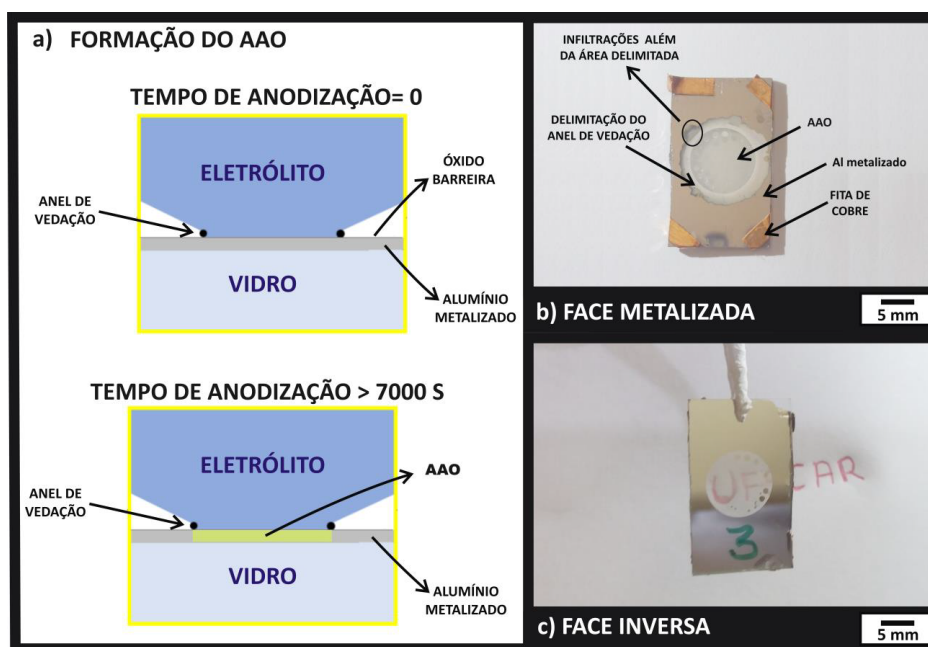 a) FORMAÇÃO DO AAO
TEMPO DE ANODIZAÇÃO= 0
ELETRÓLITO
ÓXIDO
BARREIRA
ANEL DE
VEDAÇÃO
VIDRO
ALUMÍNIO
METALIZADO
TEMPO DE ANODIZAÇÃO > 7000 S
ELETRÓLITO
AAO
ANEL DE
VEDAÇÃO
VIDRO
ALUMÍNIO
METALIZADO
INFILTRAÇÕES ALÉM
DA ÁREA DELIMITADA
DELIMITAÇÃO DO
ANEL DE VEDAÇÃO
AAO
Al metalizado
FITA DE
COBRE
b) FACE METALIZADA
5 mm
UFSCAR
3
c) FACE INVERSA
5 mm